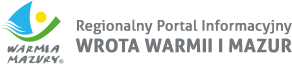 Regionalny Portal Informacyjny
WROTA WARMII I MAZUR
WARMIA
MAZURY®